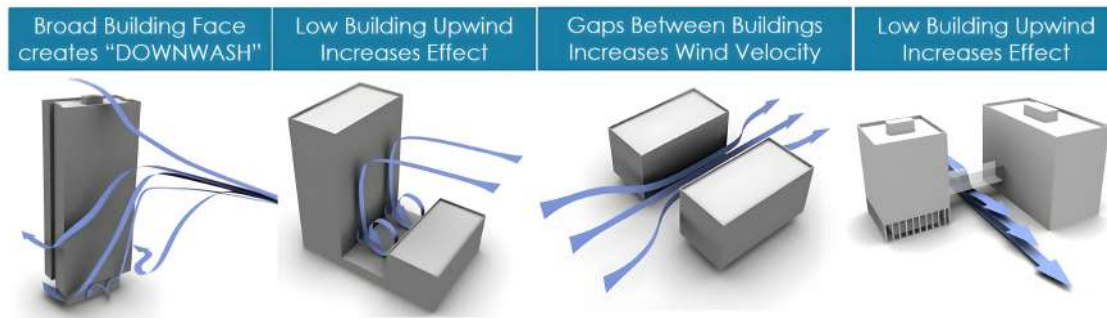 Broad Building Face
creates “DOWNWASH”
Low Building Upwind
Increases Effect
Gaps Between Buildings
Increases Wind Velocity
Low Building Upwind
Increases Effect